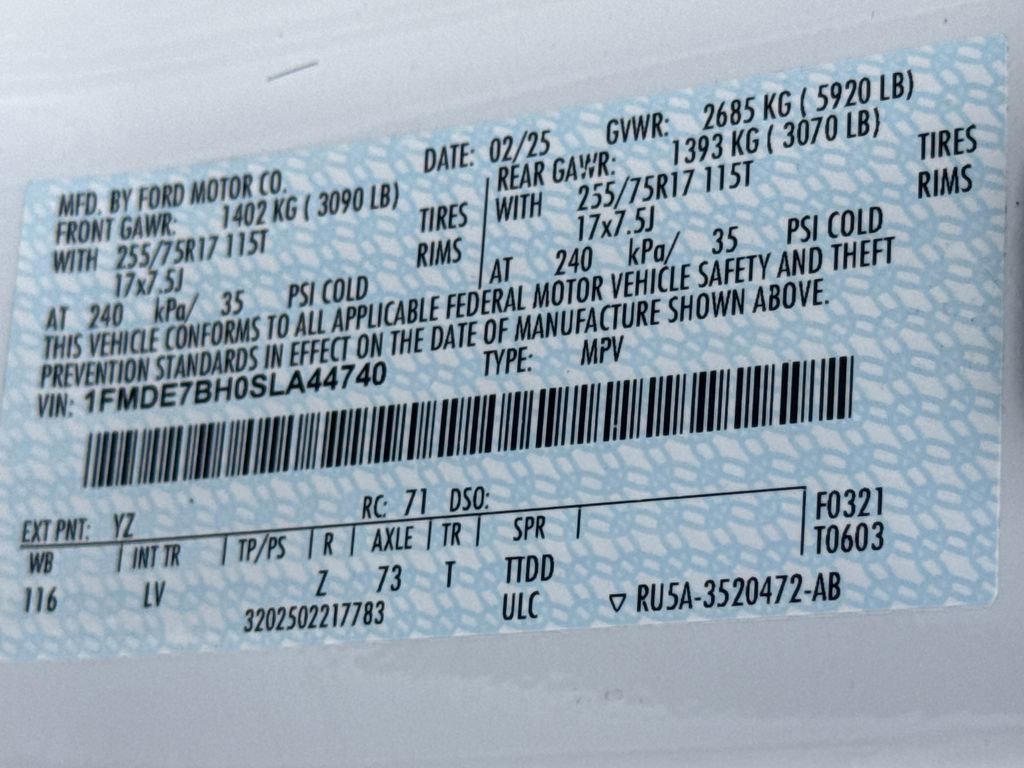 MFD. BY FORD MOTOR CO. DATE: 02/25 GVWR: 2685 KG ( 5920 LB)
FRONT GAWR: 1402 KG ( 3090 LB) REAR GAWR: 1393 KG ( 3070 LB)
WITH 255/75R17 115T TIRES WITH 255/75R17 115T TIRES
17x7.5J RIMS 17x7.5J RIMS
AT 240 kPa/ 35 PSI COLD AT 240 kPa/ 35 PSI COLD
THIS VEHICLE CONFORMS TO ALL APPLICABLE FEDERAL MOTOR VEHICLE SAFETY AND THEFT
PREVENTION STANDARDS IN EFFECT ON THE DATE OF MANUFACTURE SHOWN ABOVE.
VIN: 1FMDE7BH0SLA44740 TYPE: MPV
EXT PNT: YZ RC: 71 DSO: F0321
WB INT TR TP/PS R AXLE TR SPR T0603
116 LV Z 73 T TTDD
3202502217783 ULC ▽ RU5A-3520472-AB